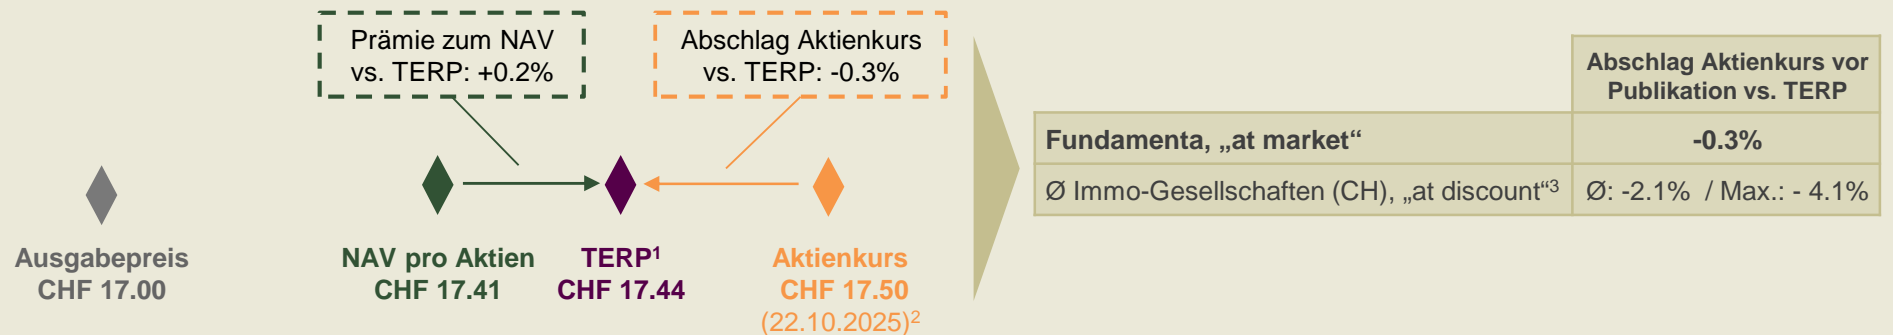 Prämie zum NAV
vs. TERP: +0.2%
Abschlag Aktienkurs
vs. TERP: -0.3%
Ausgabepreis
CHF 17.00
NAV pro Aktien
CHF 17.41
TERP¹
CHF 17.44
Aktienkurs
CHF 17.50
(22.10.2025)²
Abschlag Aktienkurs vor
Publikation vs. TERP
Fundamenta, „at market“ -0.3%
Ø Immo-Gesellschaften (CH), „at discount“³ Ø: -2.1% / Max.: - 4.1%